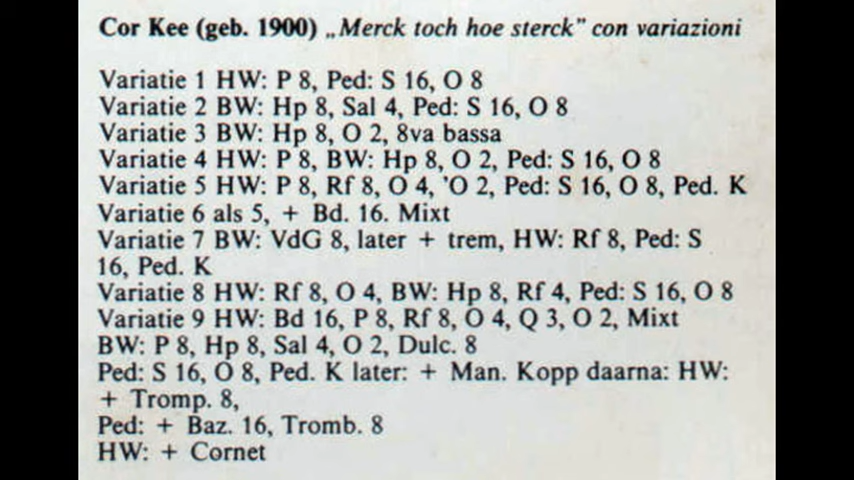 Cor Kee (geb. 1900) „Merck toch hoe sterck” con variazioni
Variatie 1 HW: P 8, Ped: S 16, O 8
Variatie 2 BW: Hp 8, Sal 4, Ped: S 16, O 8
Variatie 3 BW: Hp 8, O 2, 8va bassa
Variatie 4 HW: P 8, BW: Hp 8, O 2, Ped: S 16, O 8
Variatie 5 HW: P 8, Rf 8, O 4, 'O 2, Ped: S 16, O 8, Ped. K
Variatie 6 als 5, + Bd. 16. Mixt
Variatie 7 BW: VdG 8, later + trem, HW: Rf 8, Ped: S
16, Ped. K
Variatie 8 HW: Rf 8, O 4, BW: Hp 8, Rf 4, Ped: S 16, O 8
Variatie 9 HW: Bd 16, P 8, Rf 8, O 4, Q 3, O 2, Mixt
BW: P 8, Hp 8, Sal 4, O 2, Dulc. 8
Ped: S 16, O 8, Ped. K later: + Man. Kopp daarna: HW:
+ Tromp. 8,
Ped: + Baz. 16, Tromb. 8
HW: + Cornet